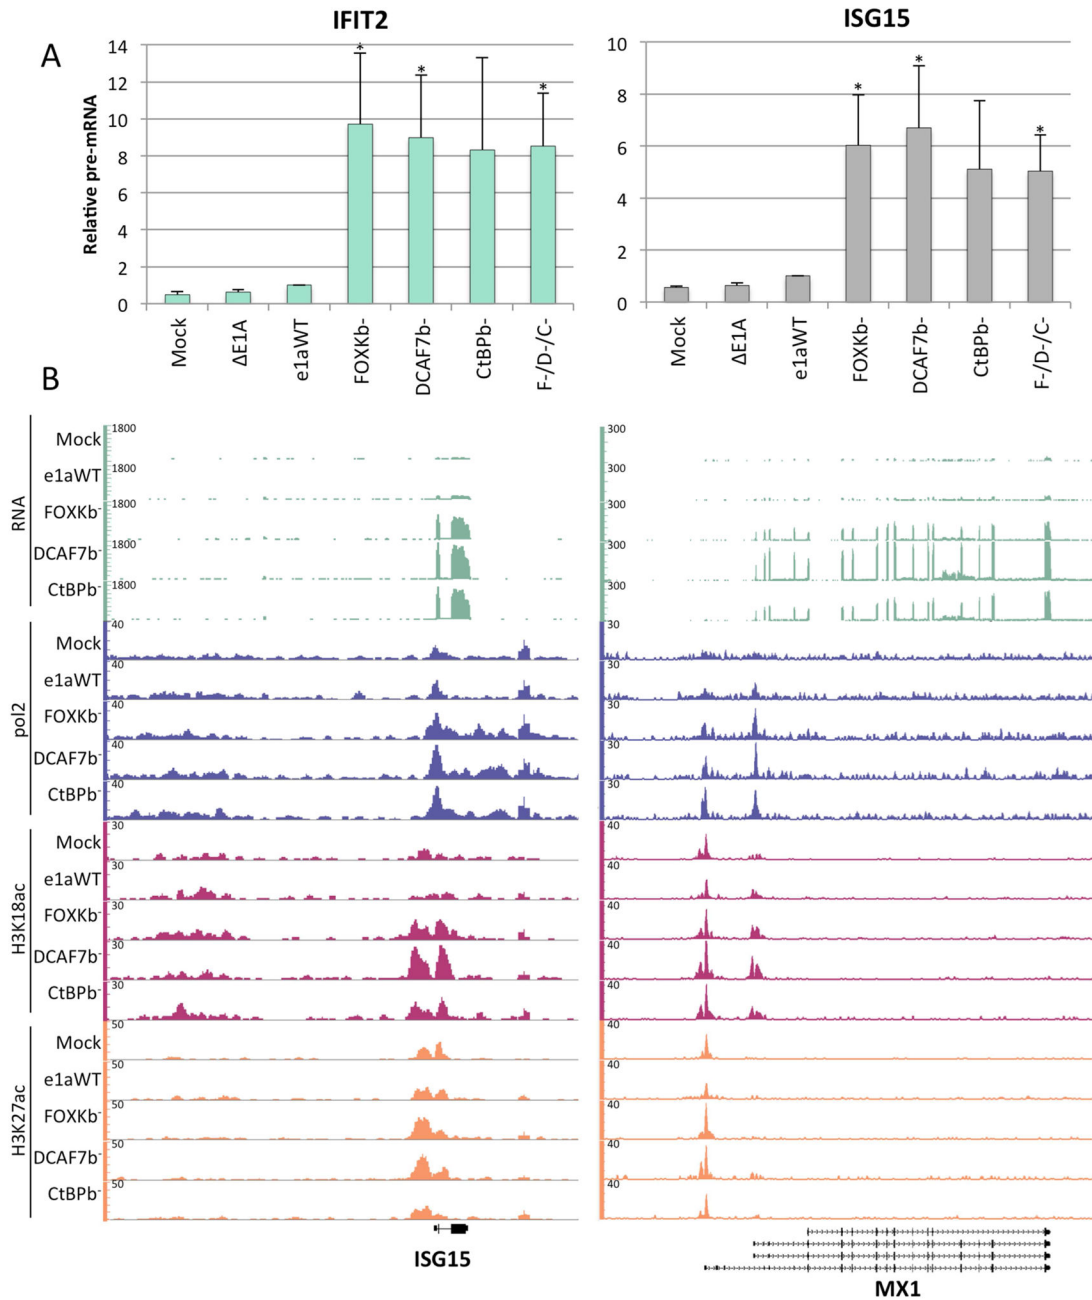 A
IFIT2
Relative pre-mRNA
14
12
10
8
6
4
2
0
Mock
ΔE1A
e1aWT
FOXKb-
DCAF7b-
CtBPb-
F-/D-/C-
*
*
*
ISG15
10
8
6
4
2
0
Mock
ΔE1A
e1aWT
FOXKb-
DCAF7b-
CtBPb-
F-/D-/C-
*
*
*
B
RNA
Mock 1800 300
e1aWT 1800 300
FOXKb- 1800 300
DCAF7b- 1800 300
CtBPb- 1800 300
pol2
Mock 40 30
e1aWT 40 30
FOXKb- 40 30
DCAF7b- 40 30
CtBPb- 40 30
H3K18ac
Mock 30 40
e1aWT 30 40
FOXKb- 30 40
DCAF7b- 30 40
CtBPb- 30 40
H3K27ac
Mock 50 40
e1aWT 50 40
FOXKb- 50 40
DCAF7b- 50 40
CtBPb- 50 40
ISG15
MX1